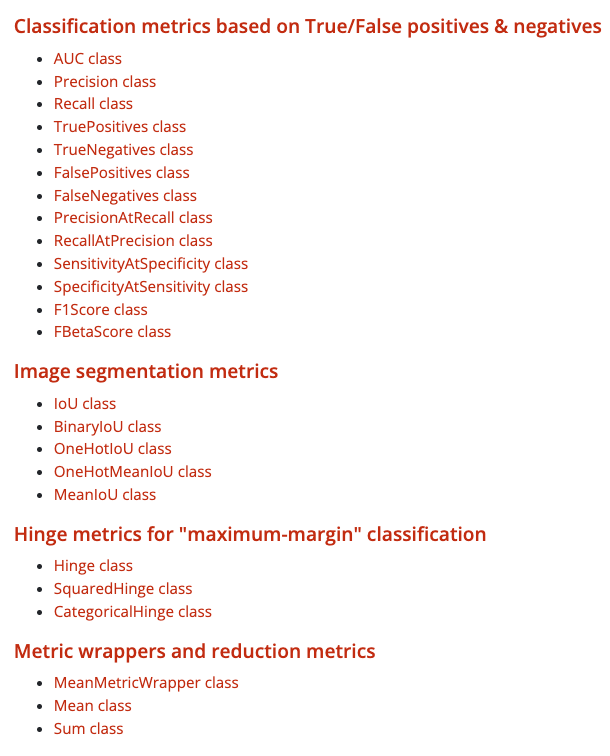 Classification metrics based on True/False positives & negatives
AUC class
Precision class
Recall class
TruePositives class
TrueNegatives class
FalsePositives class
FalseNegatives class
PrecisionAtRecall class
RecallAtPrecision class
SensitivityAtSpecificity class
SpecificityAtSensitivity class
F1Score class
FBetaScore class
Image segmentation metrics
IoU class
BinaryIoU class
OneHotIoU class
OneHotMeanIoU class
MeanIoU class
Hinge metrics for "maximum-margin" classification
Hinge class
SquaredHinge class
CategoricalHinge class
Metric wrappers and reduction metrics
MeanMetricWrapper class
Mean class
Sum class